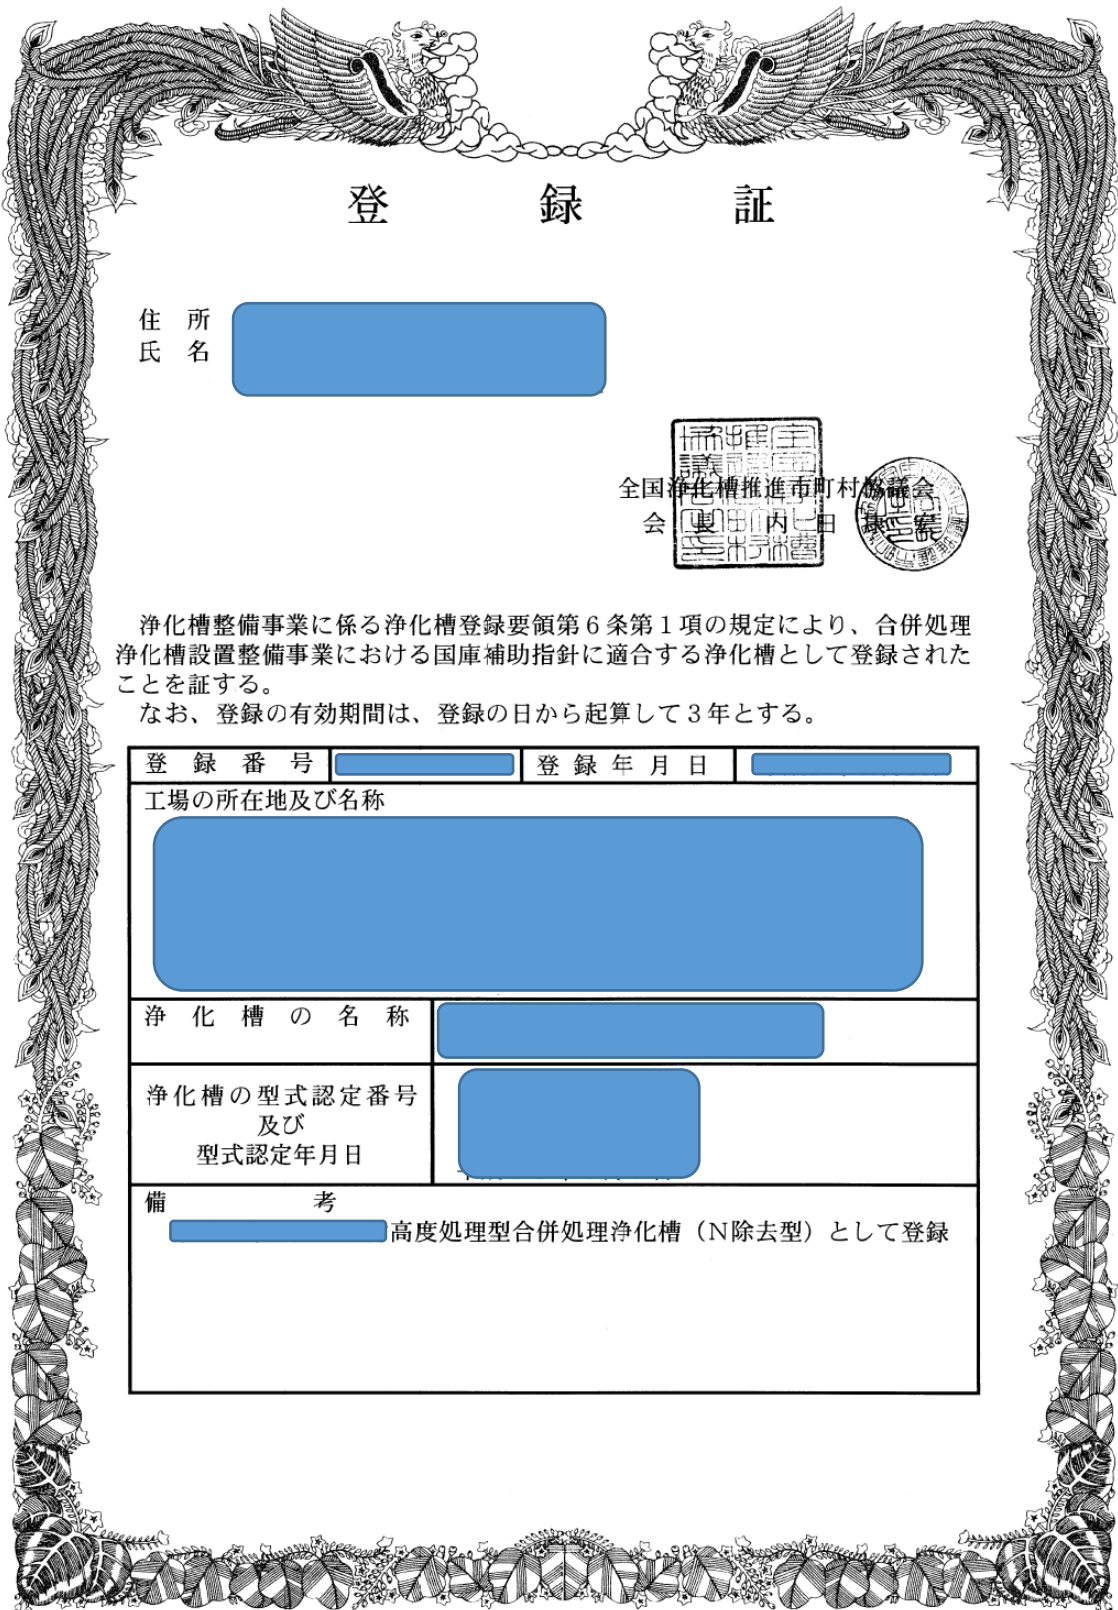 登録証
住所
氏名
全国浄化槽推進市町村協議会
会長 内田
浄化槽整備事業に係る浄化槽登録要領第6条第1項の規定により、合併処理
浄化槽設置整備事業における国庫補助指針に適合する浄化槽として登録された
ことを証する。
なお、登録の有効期間は、登録の日から起算して3年とする。
登録番号 登録年月日
工場の所在地及び名称
浄化槽の名称
浄化槽の型式認定番号
及び
型式認定年月日
備考
高度処理型合併処理浄化槽（N除去型）として登録